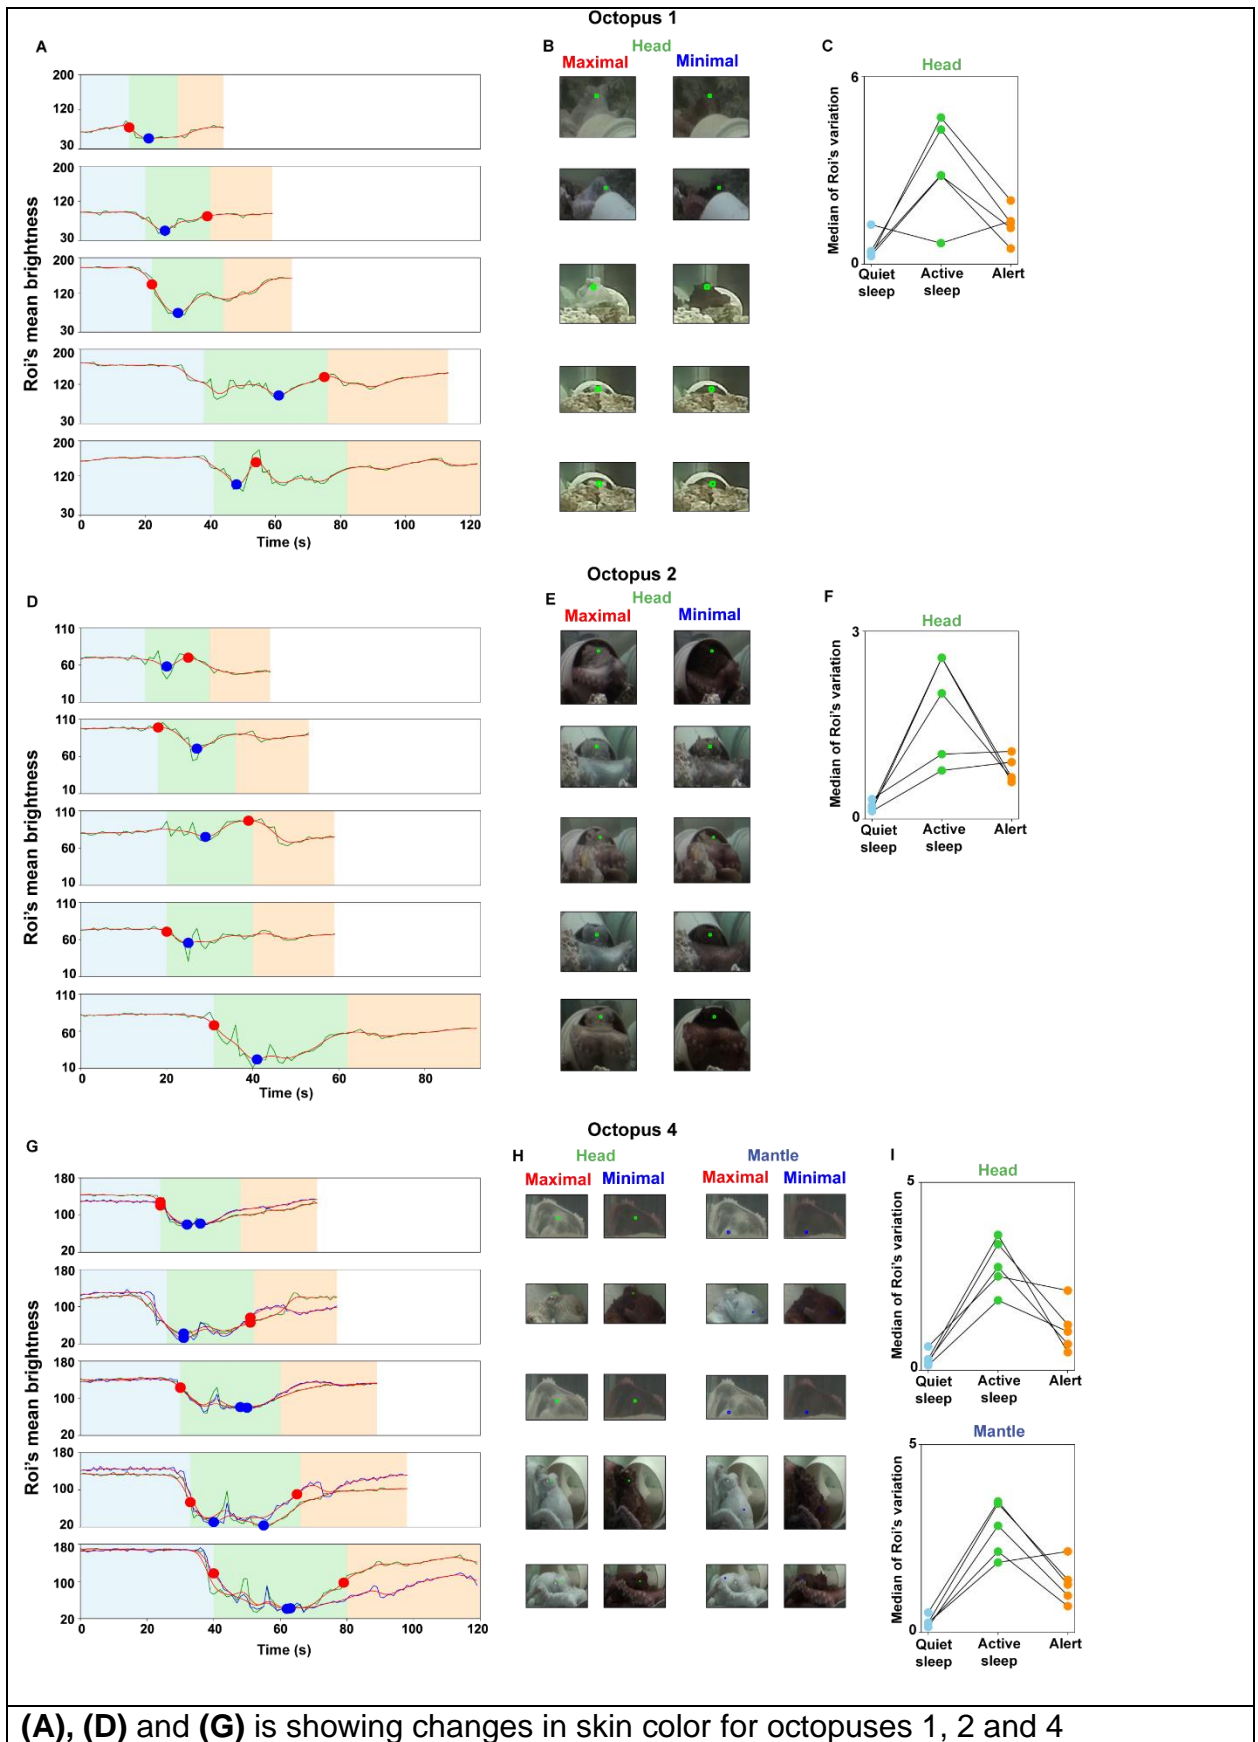 Octopus 1
A
B
Head
Maximal
Minimal
C
Head
Roi's mean brightness
200
120
30
200
120
30
200
120
30
200
120
30
200
120
30
0 20 40 60 80 100 120
Time (s)
Median of Roi's variation
6
0
Quiet sleep
Active sleep
Alert
Octopus 2
D
E
Head
Maximal
Minimal
F
Head
Roi's mean brightness
110
60
10
110
60
10
110
60
10
110
60
10
110
60
10
0 20 40 60 80
Time (s)
Median of Roi's variation
3
0
Quiet sleep
Active sleep
Alert
Octopus 4
G
H
Head
Mantle
Maximal
Minimal
Maximal
Minimal
I
Head
Roi's mean brightness
180
100
20
180
100
20
180
100
20
180
100
20
180
100
20
0 20 40 60 80 100 120
Time (s)
Median of Roi's variation
5
0
Quiet sleep
Active sleep
Alert
Mantle
Median of Roi's variation
5
0
Quiet sleep
Active sleep
Alert
(A), (D) and (G) is showing changes in skin color for octopuses 1, 2 and 4